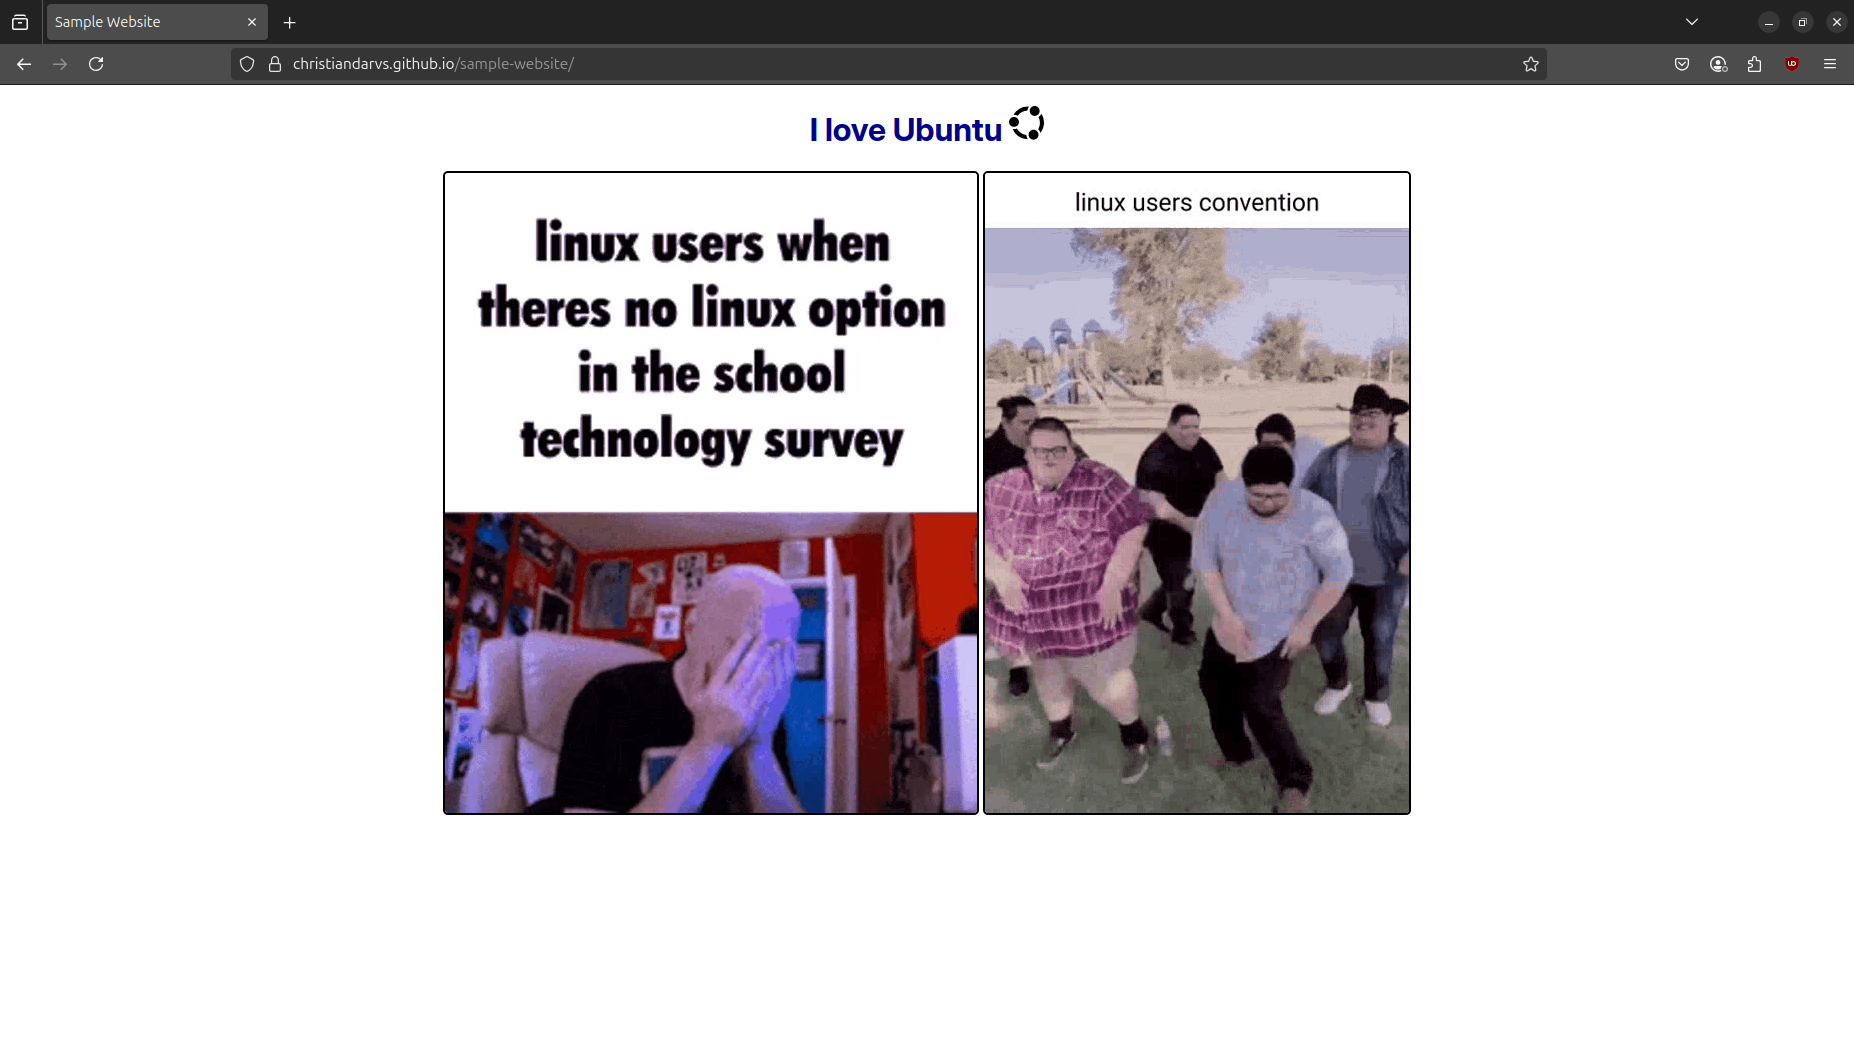 Sample Website
christiandarvs.github.io/sample-website/
I love Ubuntu
linux users when
theres no linux option
in the school
technology survey
linux users convention